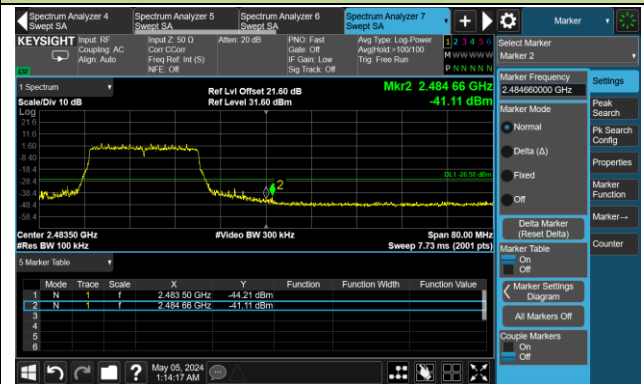 Spectrum Analyzer 4
Swept SA
Spectrum Analyzer 5
Swept SA
Spectrum Analyzer 6
Swept SA
Spectrum Analyzer 7
Swept SA
Marker
KEYSIGHT
Input: RF
Coupling: AC
Align: Auto
Input Z: 50 Ω
Corr CCorr
Freq Ref: Int (S)
NFE: Off
Atten: 20 dB
PNO: Fast
Gate: Off
IF Gain: Low
Sig Track: Off
Avg Type: Log-Power
Avg|Hold:>100/100
Trig: Free Run
1 2 3 4 5 6
M W W W W W
P N N N N N
LXI
Select Marker
Marker 2
1 Spectrum
Scale/Div 10 dB
Log
Ref Lvl Offset 21.60 dB
Ref Level 31.60 dBm
Mkr2 2.484 66 GHz
-41.11 dBm
21.6
11.6
1.60
-8.40
-18.4
-28.4
-38.4
-48.4
-58.4
DL1 -26.50 dBm
2
Center 2.48350 GHz
#Res BW 100 kHz
#Video BW 300 kHz
Span 80.00 MHz
Sweep 7.73 ms (2001 pts)
5 Marker Table
Mode Trace Scale X Y Function Function Width Function Value
1 N 1 f 2.483 50 GHz -44.21 dBm
2 N 1 f 2.484 66 GHz -41.11 dBm
3
4
5
6
Marker Frequency
2.484660000 GHz
Marker Mode
Normal
Delta (Δ)
Fixed
Off
Delta Marker
(Reset Delta)
Marker Table
On
Off
Marker Settings
Diagram
All Markers Off
Couple Markers
On
Off
Settings
Peak
Search
Pk Search
Config
Properties
Marker
Function
Marker→
Counter
?
May 05, 2024
1:14:17 AM